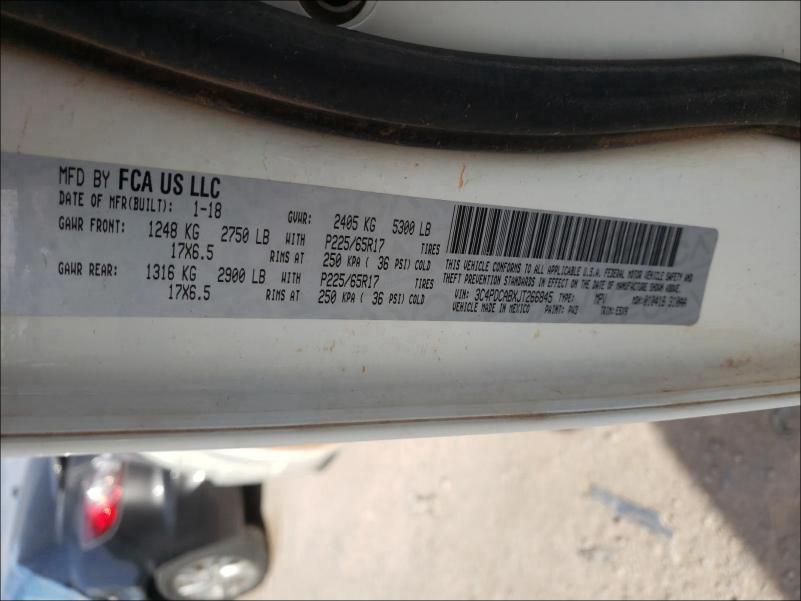 MFD BY FCA US LLC
DATE OF MFR(BUILT): 1-18 GVWR: 2405 KG 5300 LB
GAWR FRONT: 1248 KG 2750 LB WITH P225/65R17 TIRES
17X6.5 RIMS AT 250 KPA ( 36 PSI) COLD
GAWR REAR: 1316 KG 2900 LB WITH P225/65R17 TIRES
17X6.5 RIMS AT 250 KPA ( 36 PSI) COLD
THIS VEHICLE CONFORMS TO ALL APPLICABLE U.S.A. FEDERAL MOTOR VEHICLE SAFETY AND
THEFT PREVENTION STANDARDS IN EFFECT ON THE DATE OF MANUFACTURE SHOWN ABOVE.
VIN: 3C4PDCABXJT266845 TYPE: MPV MDH:
VEHICLE MADE IN MEXICO PAINT: PW3 TRIM: